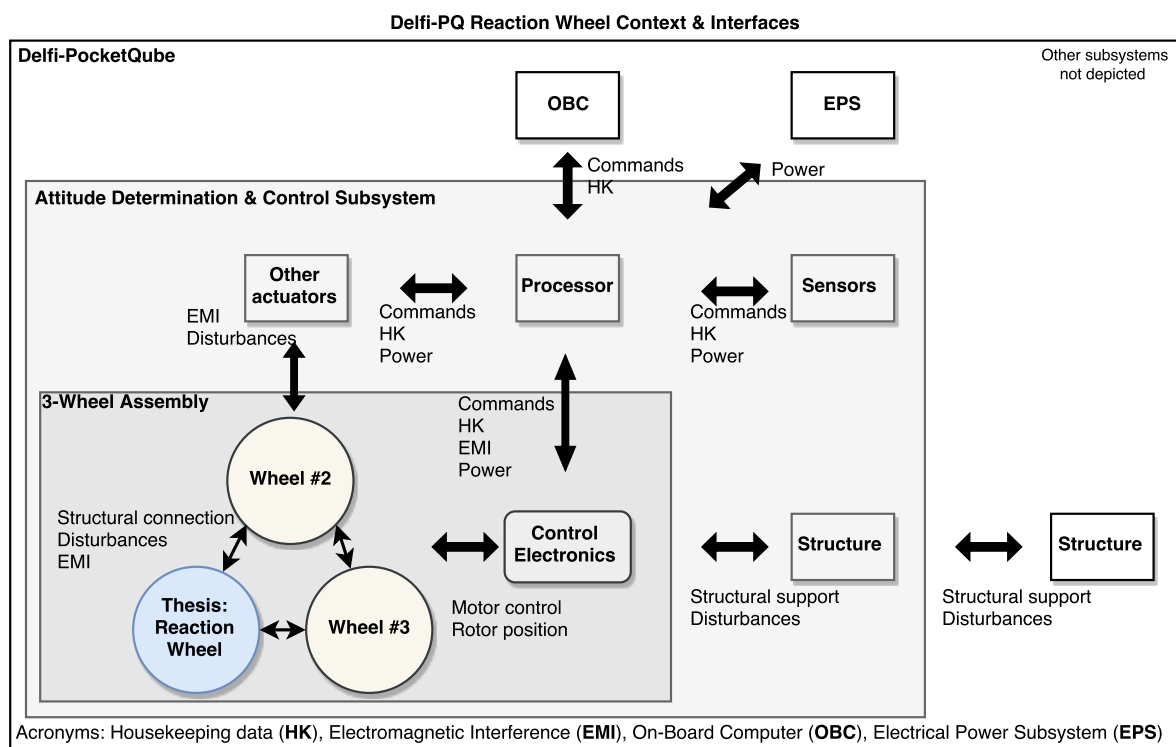 Delfi-PQ Reaction Wheel Context & Interfaces
Delfi-PocketQube
Other subsystems
not depicted
OBC
EPS
Commands
HK
Power
Attitude Determination & Control Subsystem
Other
actuators
Processor
Sensors
EMI
Disturbances
Commands
HK
Power
Commands
HK
Power
3-Wheel Assembly
Commands
HK
EMI
Power
Wheel #2
Structural connection
Disturbances
EMI
Control
Electronics
Structure
Structure
Thesis:
Reaction
Wheel
Wheel #3
Motor control
Rotor position
Structural support
Disturbances
Structural support
Disturbances
Acronyms: Housekeeping data (HK), Electromagnetic Interference (EMI), On-Board Computer (OBC), Electrical Power Subsystem (EPS)